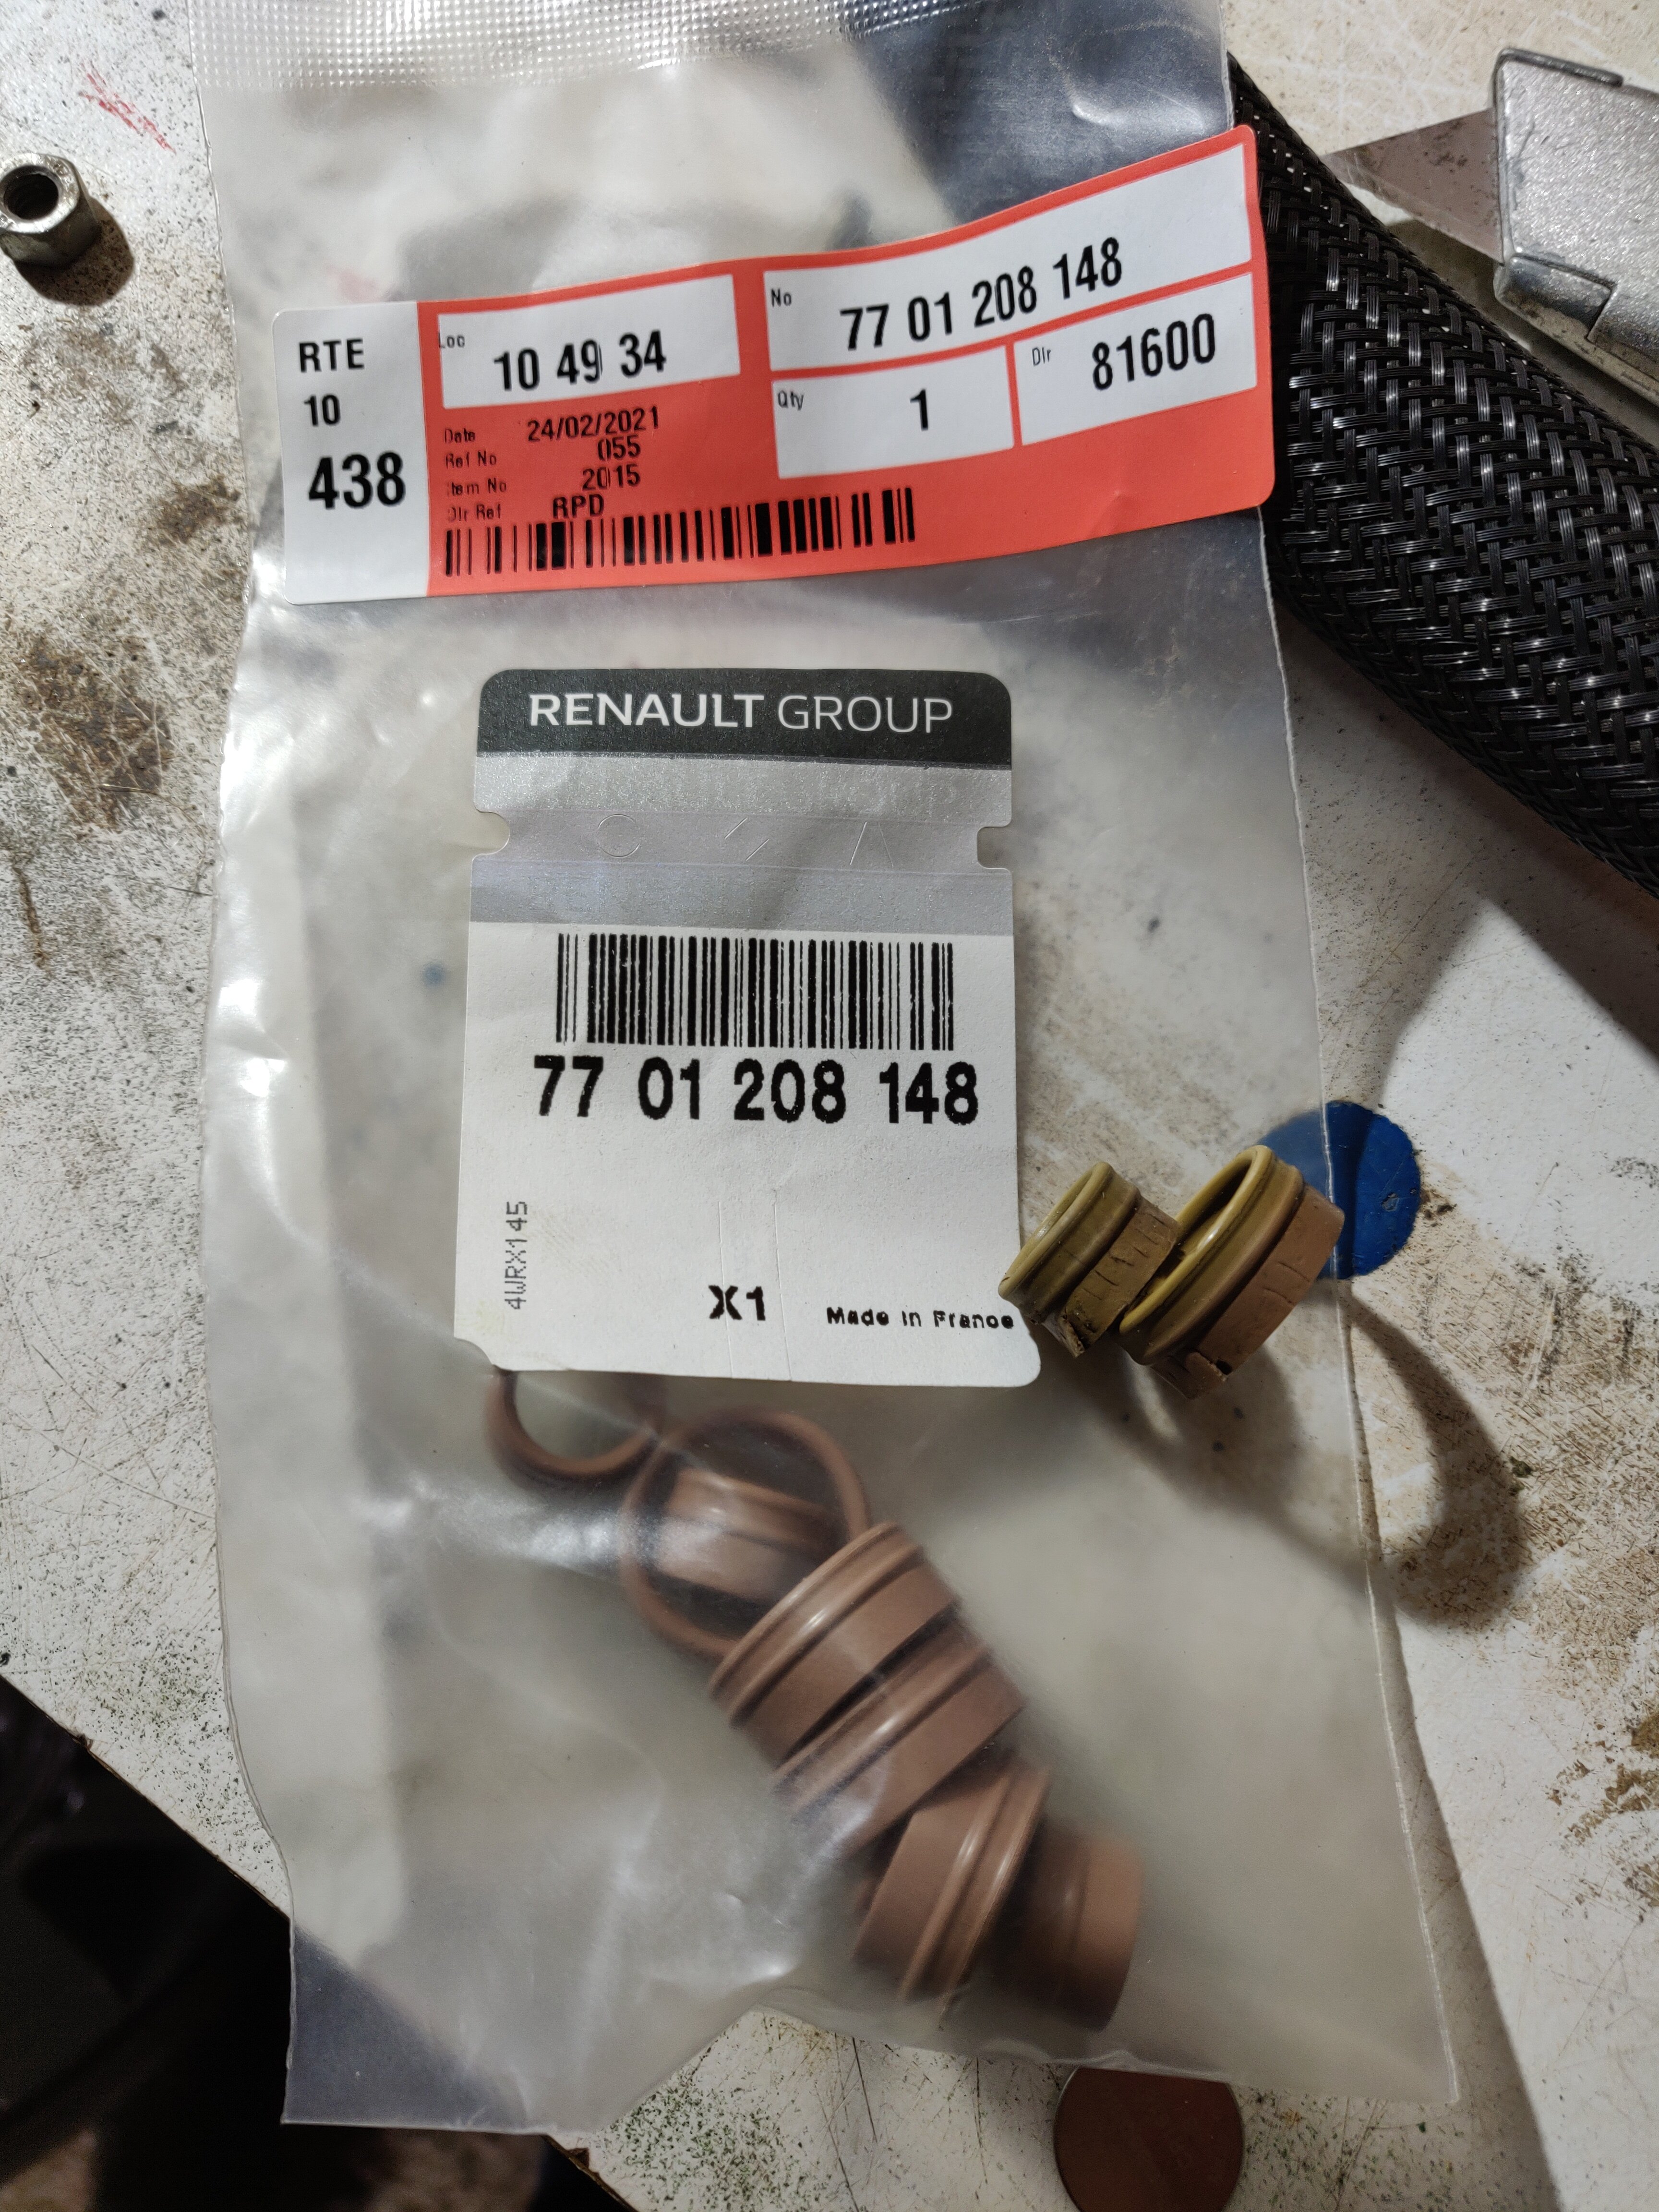 RTE
10
438
Loc
10 49 34
Date 24/02/2021
Ref No 055
Item No 2015
Dlr Ref RPD
No
77 01 208 148
Qty
1
Dlr
81600
RENAULT GROUP
77 01 208 148
4WRX145
X1
Made in France